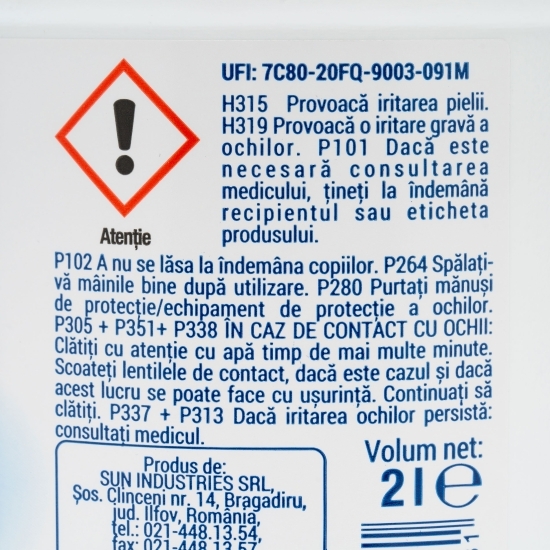 UFI: 7C80-20FQ-9003-091M
H315 Provoacă iritarea pielii.
H319 Provoacă o iritare gravă a
ochilor. P101 Dacă este
necesară consultarea
medicului, țineți la îndemână
recipientul sau eticheta
produsului.
Atenție
P102 A nu se lăsa la îndemâna copiilor. P264 Spălați-
vă mâinile bine după utilizare. P280 Purtați mănuși
de protecție/echipament de protecție a ochilor.
P305 + P351+ P338 ÎN CAZ DE CONTACT CU OCHII:
Clătiți cu atenție cu apă timp de mai multe minute.
Scoateți lentilele de contact, dacă este cazul și dacă
acest lucru se poate face cu ușurință. Continuați să
clătiți. P337 + P313 Dacă iritarea ochilor persistă:
consultați medicul.
Produs de:
SUN INDUSTRIES SRL,
Șos. Clinceni nr. 14, Bragadiru,
jud. Ilfov, România,
tel.: 021-448.13.54,
fax: 021-448.13.57
Volum net:
2 l ℮